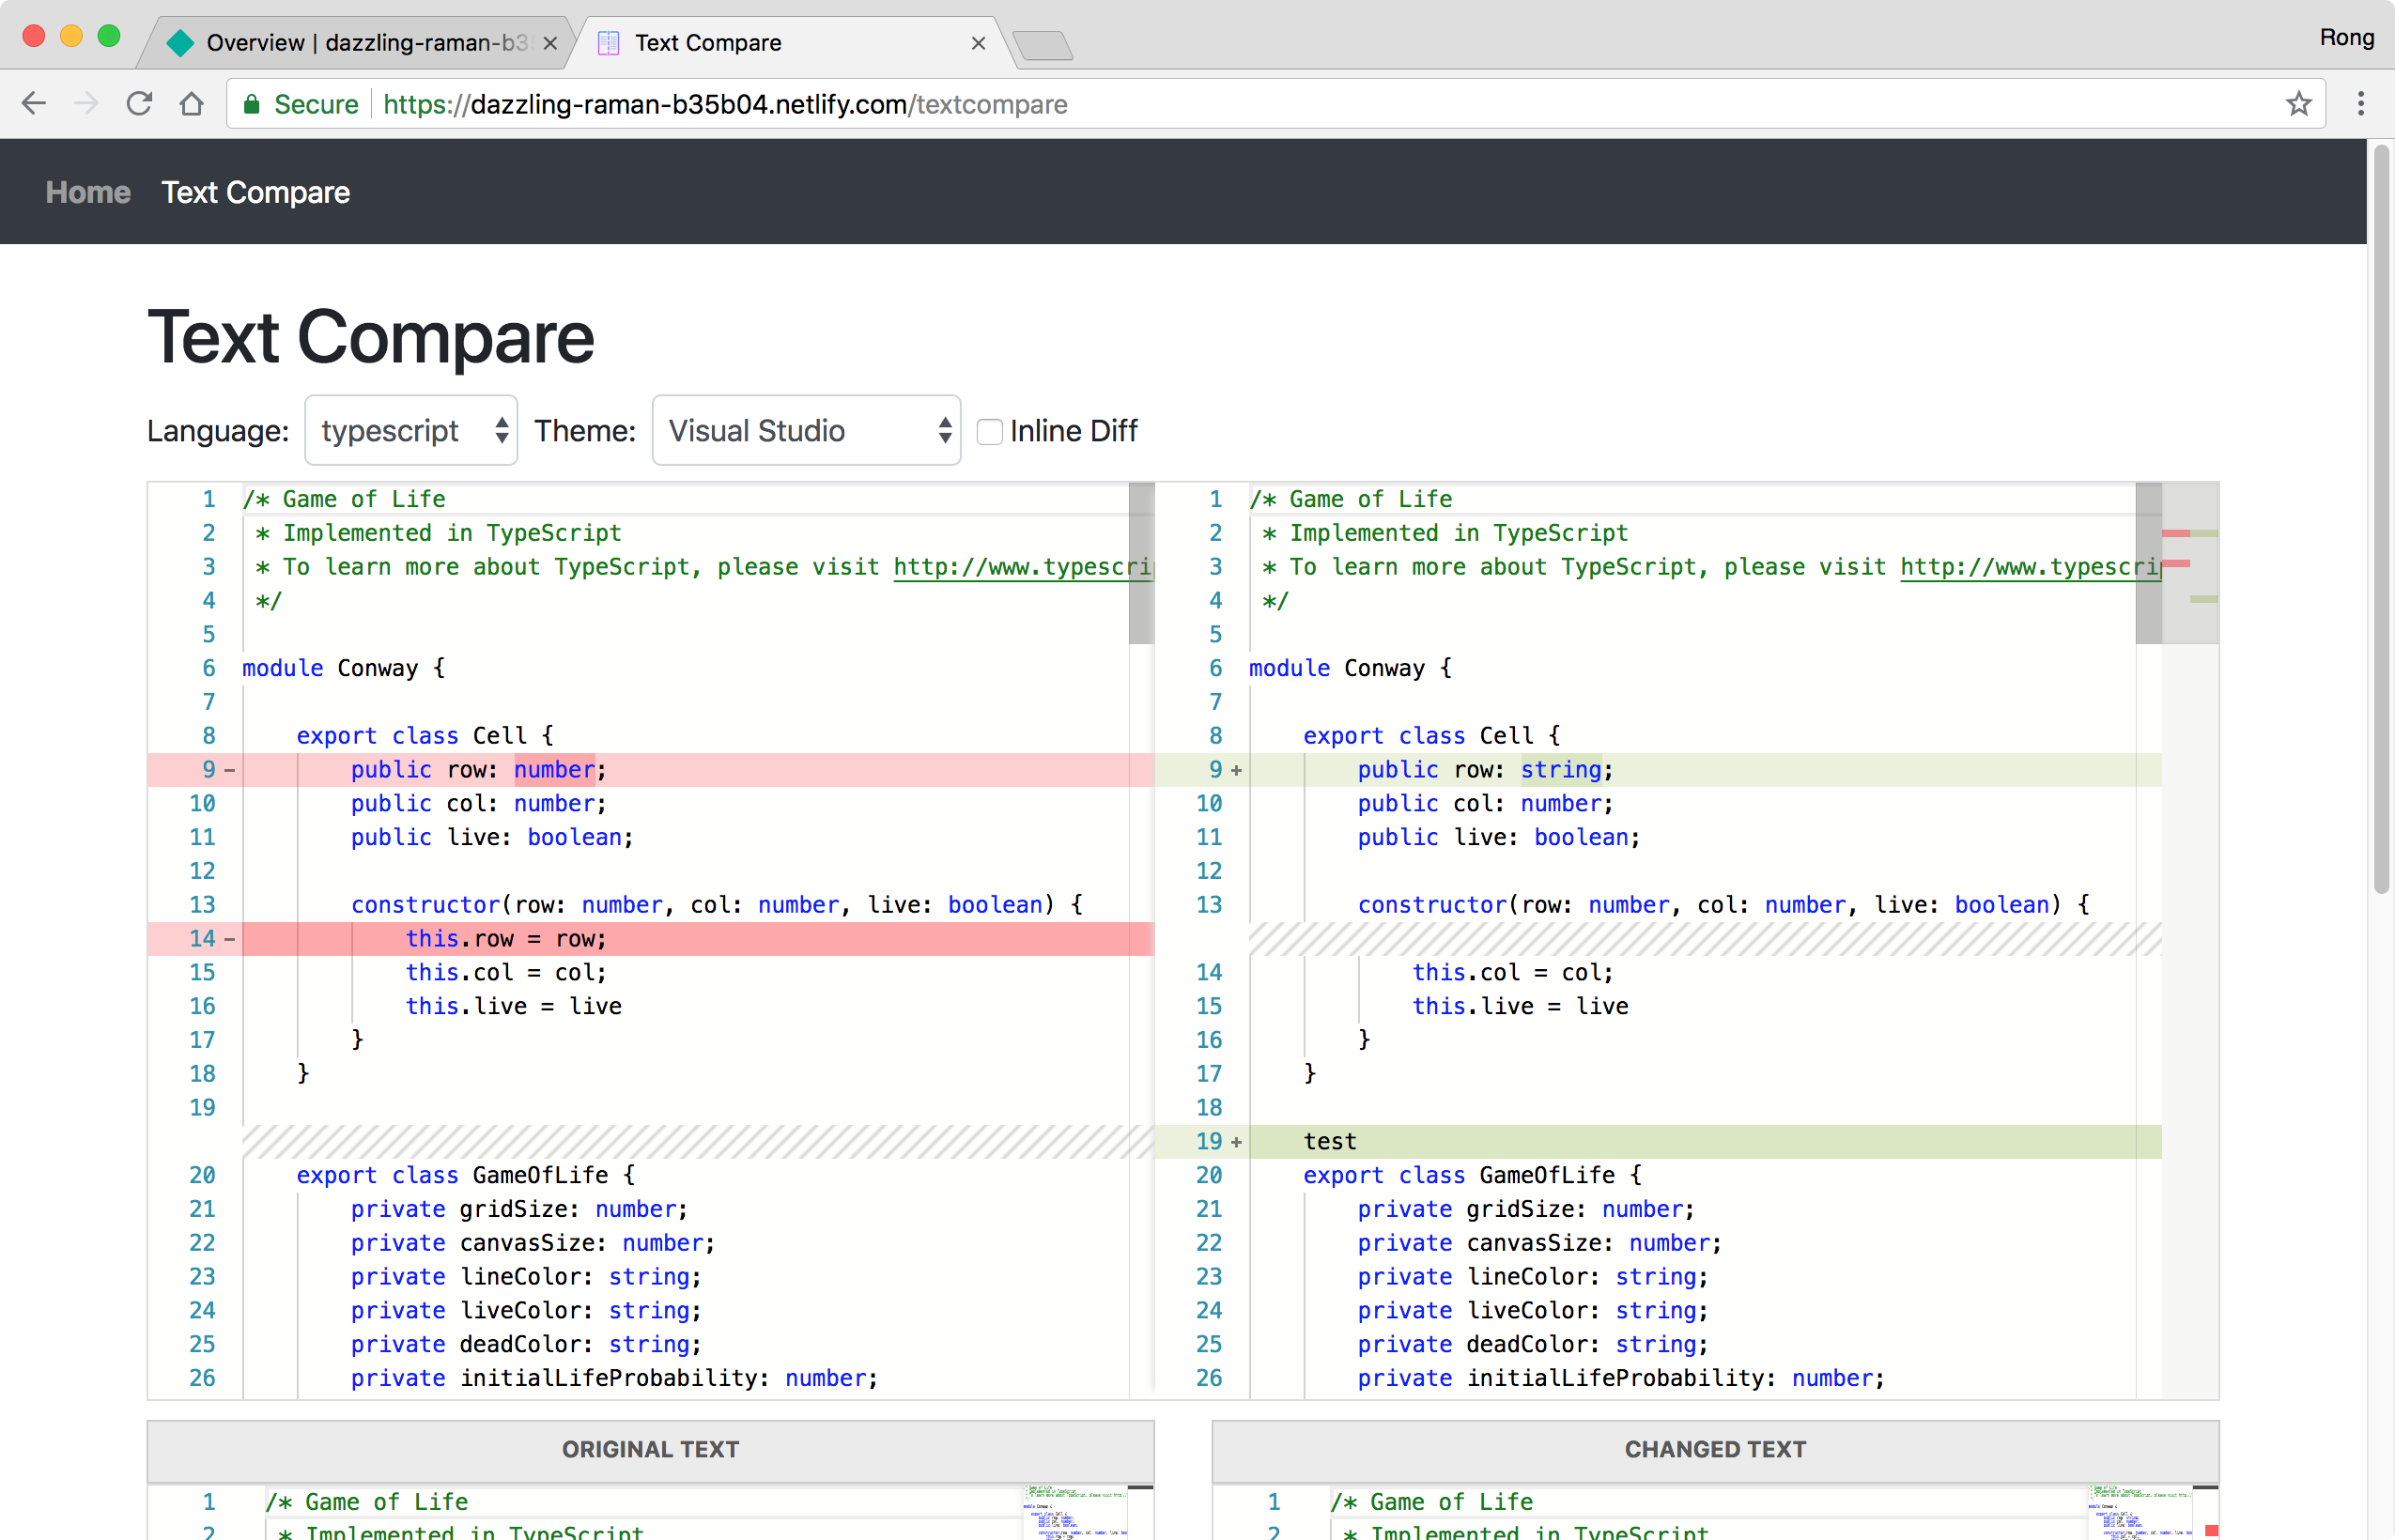 Overview | dazzling-raman-b35
Text Compare
Rong
Secure
https://dazzling-raman-b35b04.netlify.com/textcompare
Home
Text Compare
Text Compare
Language: typescript Theme: Visual Studio Inline Diff
1 /* Game of Life
2 * Implemented in TypeScript
3 * To learn more about TypeScript, please visit http://www.typescri
4 */
5
6 module Conway {
7
8 export class Cell {
9 - public row: number;
10 public col: number;
11 public live: boolean;
12
13 constructor(row: number, col: number, live: boolean) {
14 - this.row = row;
15 this.col = col;
16 this.live = live
17 }
18 }
19
20 export class GameOfLife {
21 private gridSize: number;
22 private canvasSize: number;
23 private lineColor: string;
24 private liveColor: string;
25 private deadColor: string;
26 private initialLifeProbability: number;
1 /* Game of Life
2 * Implemented in TypeScript
3 * To learn more about TypeScript, please visit http://www.typescrip
4 */
5
6 module Conway {
7
8 export class Cell {
9 + public row: string;
10 public col: number;
11 public live: boolean;
12
13 constructor(row: number, col: number, live: boolean) {
14 this.col = col;
15 this.live = live
16 }
17 }
18
19 + test
20 export class GameOfLife {
21 private gridSize: number;
22 private canvasSize: number;
23 private lineColor: string;
24 private liveColor: string;
25 private deadColor: string;
26 private initialLifeProbability: number;
ORIGINAL TEXT
1 /* Game of Life
2 * Implemented in TypeScript
CHANGED TEXT
1 /* Game of Life
2 * Implemented in TypeScript